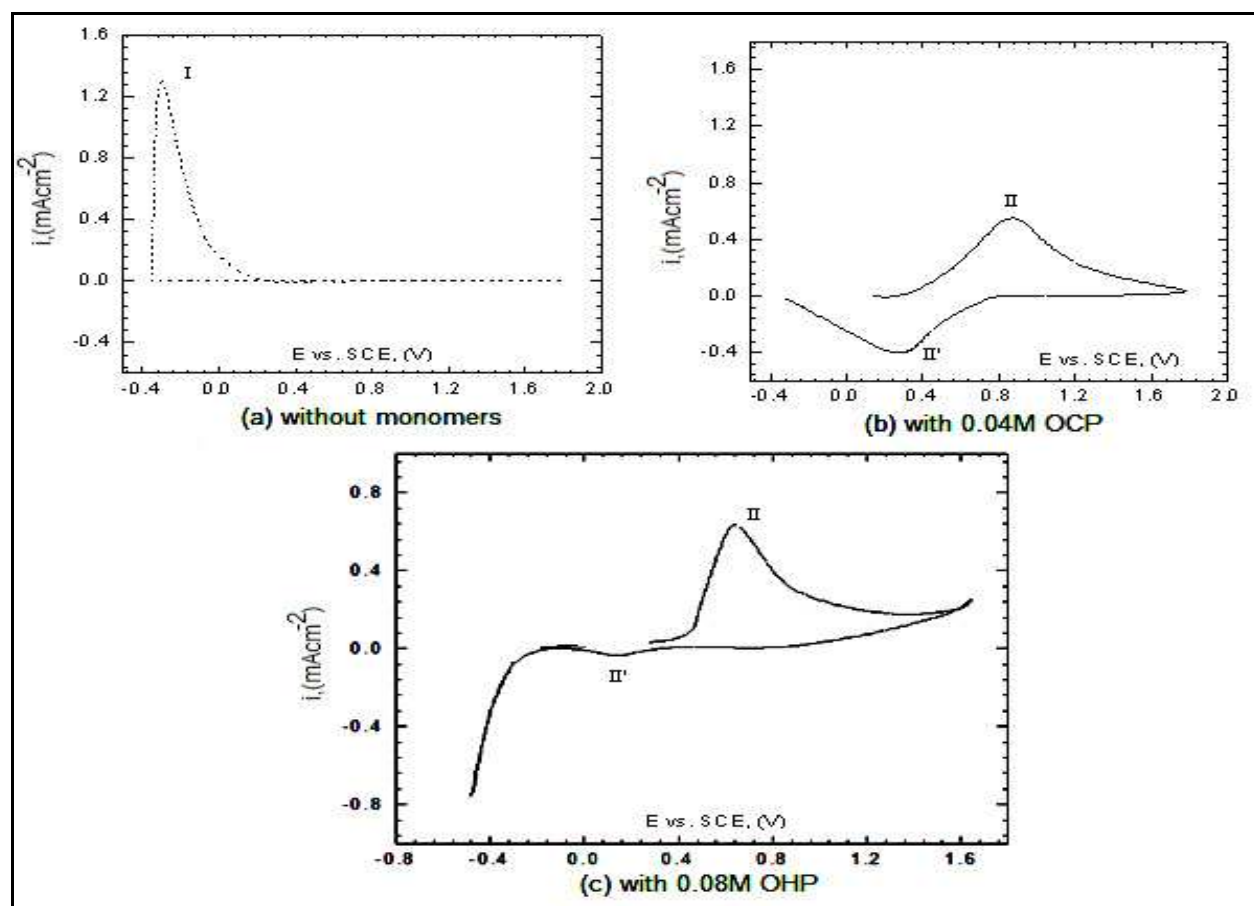 1.6
1.2
0.8
0.4
0.0
-0.4
I
i,(mAcm-2)
E vs. SCE, (V)
-0.4 0.0 0.4 0.8 1.2 1.6 2.0
(a) without monomers
1.6
1.2
0.8
0.4
0.0
-0.4
II
II'
i,(mAcm-2)
E vs. SCE, (V)
-0.4 0.0 0.4 0.8 1.2 1.6 2.0
(b) with 0.04M OCP
0.8
0.4
0.0
-0.4
-0.8
II
II'
i,(mAcm-2)
E vs. SCE, (V)
-0.8 -0.4 0.0 0.4 0.8 1.2 1.6
(c) with 0.08M OHP